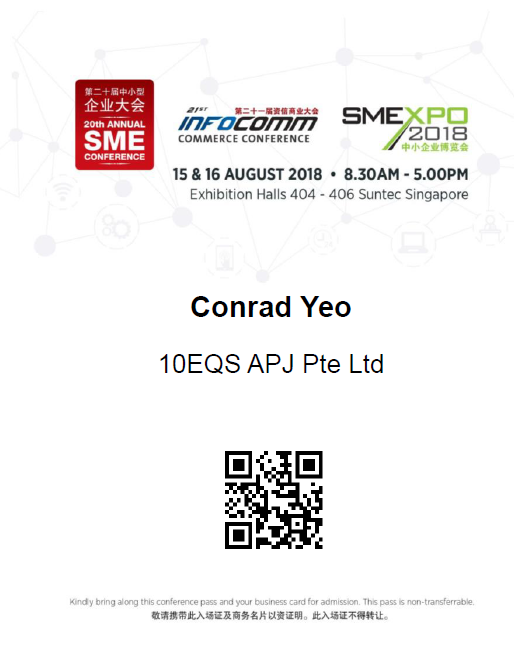 第二十届中小型
企业大会
20th ANNUAL
SME
CONFERENCE
21ST 第二十一届资信商业大会
INFOCOMM
COMMERCE CONFERENCE
SMEXPO
2018
中小企业博览会
15 & 16 AUGUST 2018 • 8.30AM - 5.00PM
Exhibition Halls 404 - 406 Suntec Singapore
Conrad Yeo
10EQS APJ Pte Ltd
Kindly bring along this conference pass and your business card for admission. This pass is non-transferrable.
敬请携带此入场证及商务名片以资证明。此入场证不得转让。